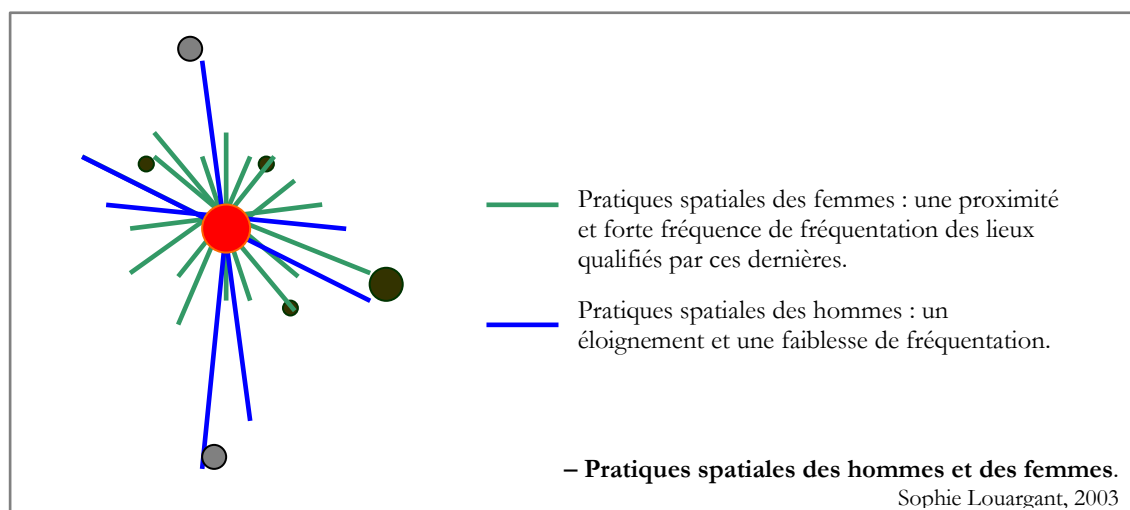 Pratiques spatiales des femmes : une proximité
et forte fréquence de fréquentation des lieux
qualifiés par ces dernières.
Pratiques spatiales des hommes : un
éloignement et une faiblesse de fréquentation.
– Pratiques spatiales des hommes et des femmes.
Sophie Louargant, 2003